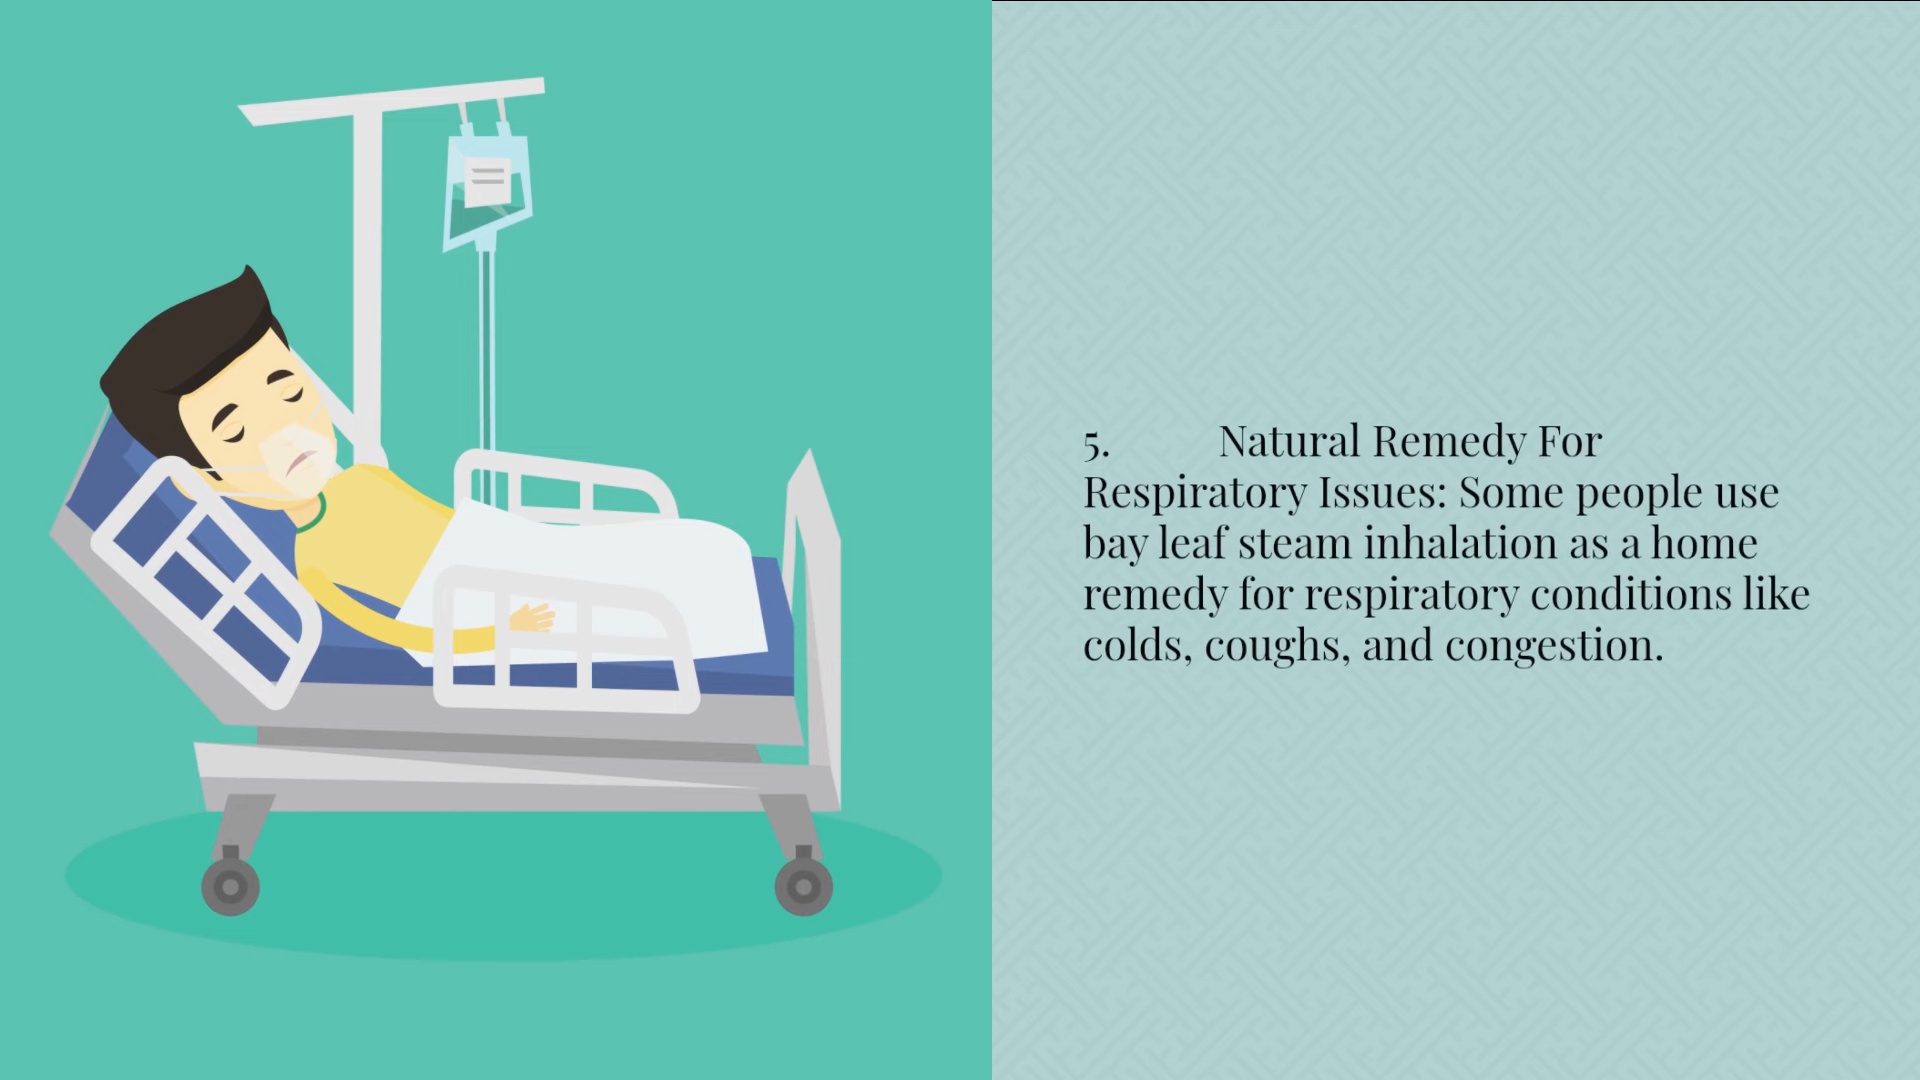 5. Natural Remedy For
Respiratory Issues: Some people use
bay leaf steam inhalation as a home
remedy for respiratory conditions like
colds, coughs, and congestion.